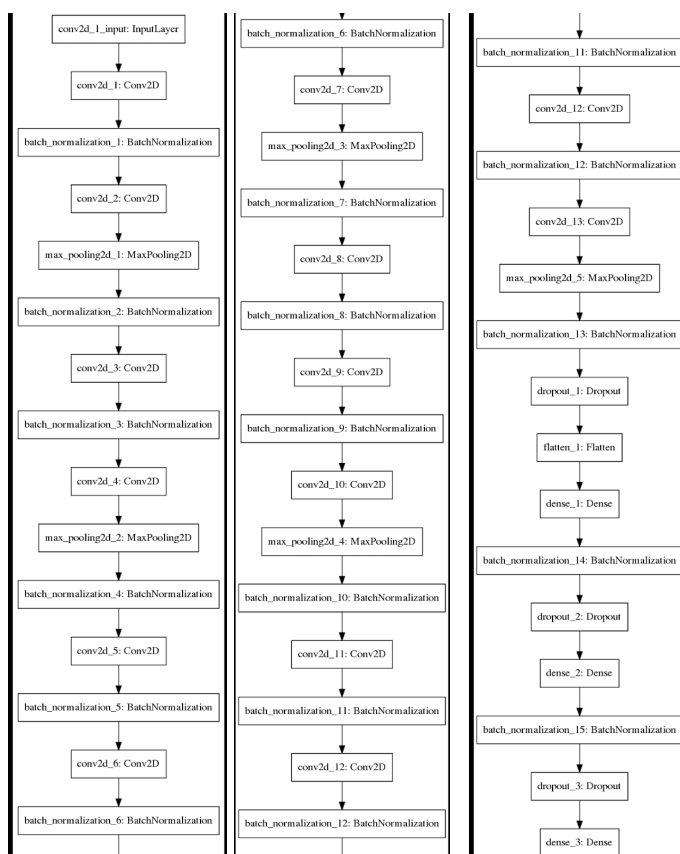 conv2d_1_input: InputLayer
conv2d_1: Conv2D
batch_normalization_1: BatchNormalization
conv2d_2: Conv2D
max_pooling2d_1: MaxPooling2D
batch_normalization_2: BatchNormalization
conv2d_3: Conv2D
batch_normalization_3: BatchNormalization
conv2d_4: Conv2D
max_pooling2d_2: MaxPooling2D
batch_normalization_4: BatchNormalization
conv2d_5: Conv2D
batch_normalization_5: BatchNormalization
conv2d_6: Conv2D
batch_normalization_6: BatchNormalization
batch_normalization_6: BatchNormalization
conv2d_7: Conv2D
max_pooling2d_3: MaxPooling2D
batch_normalization_7: BatchNormalization
conv2d_8: Conv2D
batch_normalization_8: BatchNormalization
conv2d_9: Conv2D
batch_normalization_9: BatchNormalization
conv2d_10: Conv2D
max_pooling2d_4: MaxPooling2D
batch_normalization_10: BatchNormalization
conv2d_11: Conv2D
batch_normalization_11: BatchNormalization
conv2d_12: Conv2D
batch_normalization_12: BatchNormalization
batch_normalization_11: BatchNormalization
conv2d_12: Conv2D
batch_normalization_12: BatchNormalization
conv2d_13: Conv2D
max_pooling2d_5: MaxPooling2D
batch_normalization_13: BatchNormalization
dropout_1: Dropout
flatten_1: Flatten
dense_1: Dense
batch_normalization_14: BatchNormalization
dropout_2: Dropout
dense_2: Dense
batch_normalization_15: BatchNormalization
dropout_3: Dropout
dense_3: Dense